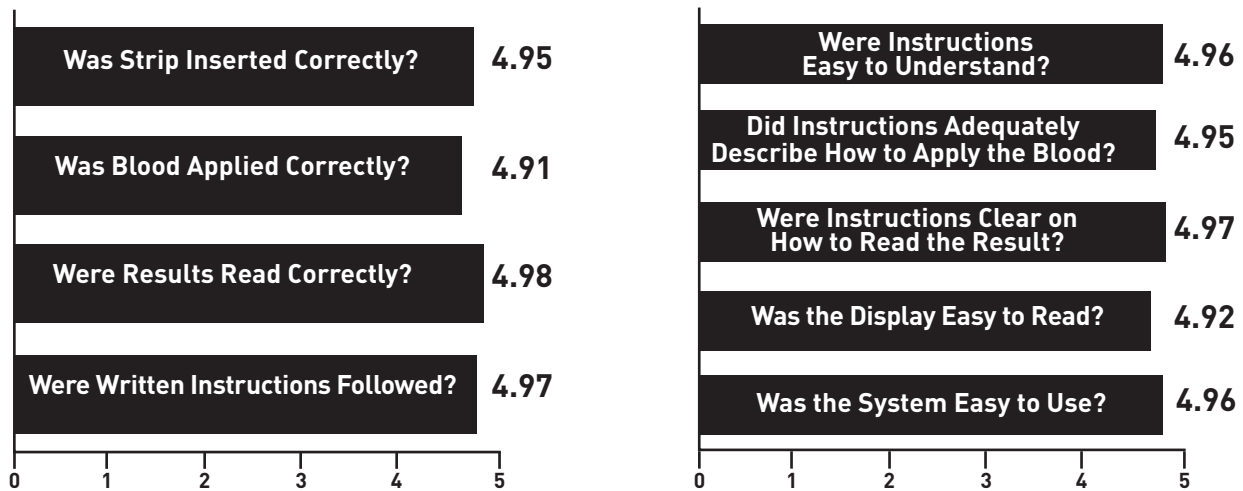 Was Strip Inserted Correctly?
4.95
Was Blood Applied Correctly?
4.91
Were Results Read Correctly?
4.98
Were Written Instructions Followed?
4.97
0 1 2 3 4 5
Were Instructions
Easy to Understand?
4.96
Did Instructions Adequately
Describe How to Apply the Blood?
4.95
Were Instructions Clear on
How to Read the Result?
4.97
Was the Display Easy to Read?
4.92
Was the System Easy to Use?
4.96
0 1 2 3 4 5